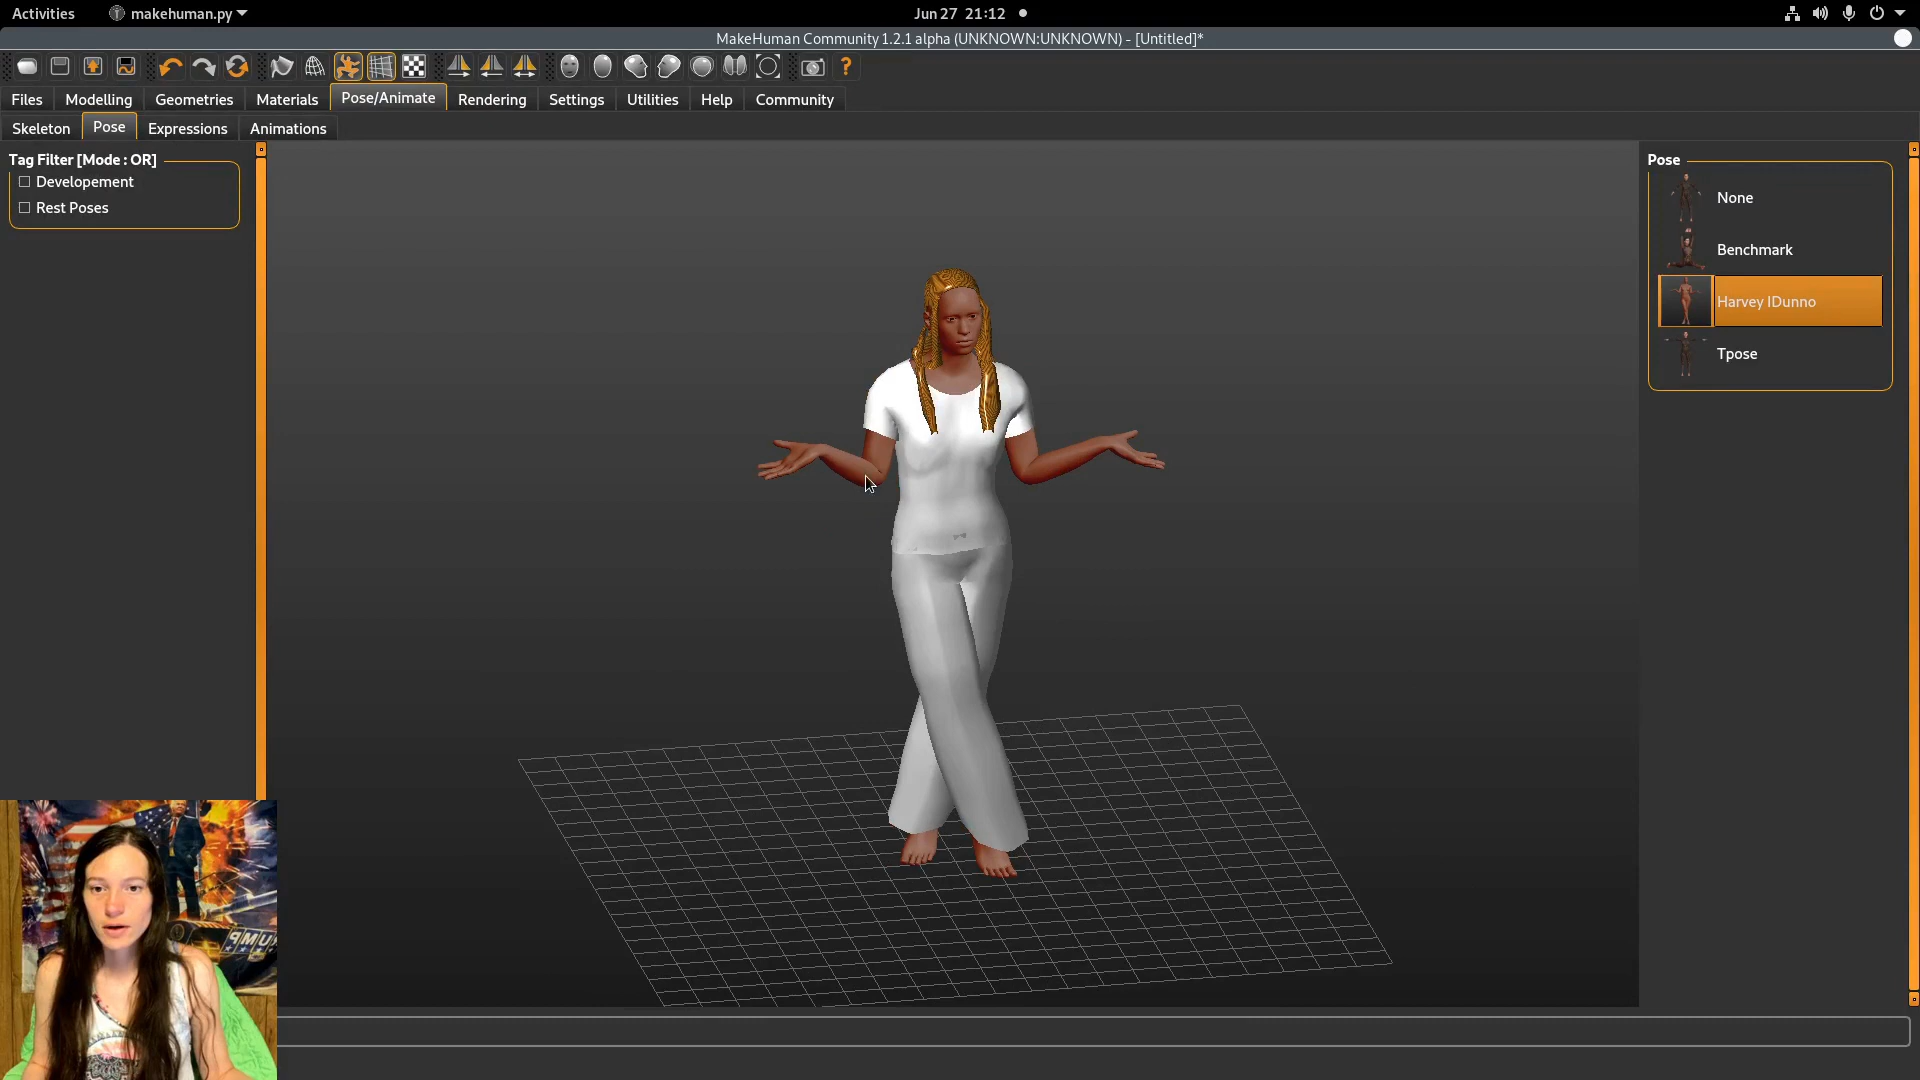 Activities
makehuman.py
Jun 27 21:12
MakeHuman Community 1.2.1 alpha (UNKNOWN:UNKNOWN) - [Untitled]*
Files
Modelling
Geometries
Materials
Pose/Animate
Rendering
Settings
Utilities
Help
Community
Skeleton
Pose
Expressions
Animations
Tag Filter [Mode : OR]
Developement
Rest Poses
Pose
None
Benchmark
Harvey IDunno
Tpose